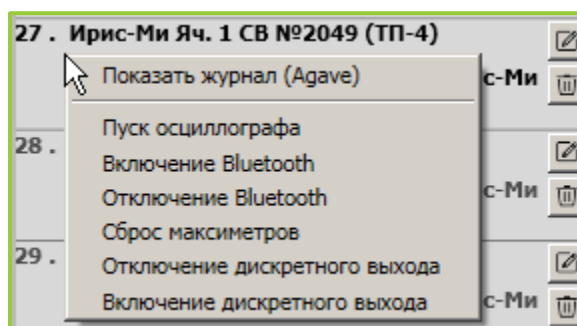 27 . Ирис-Ми Яч. 1 СВ №2049 (ТП-4)
Показать журнал (Agave)
с-Ми
Пуск осциллографа
28 .
Включение Bluetooth
Отключение Bluetooth
с-Ми
Сброс максиметров
29 .
Отключение дискретного выхода
Включение дискретного выхода
с-Ми